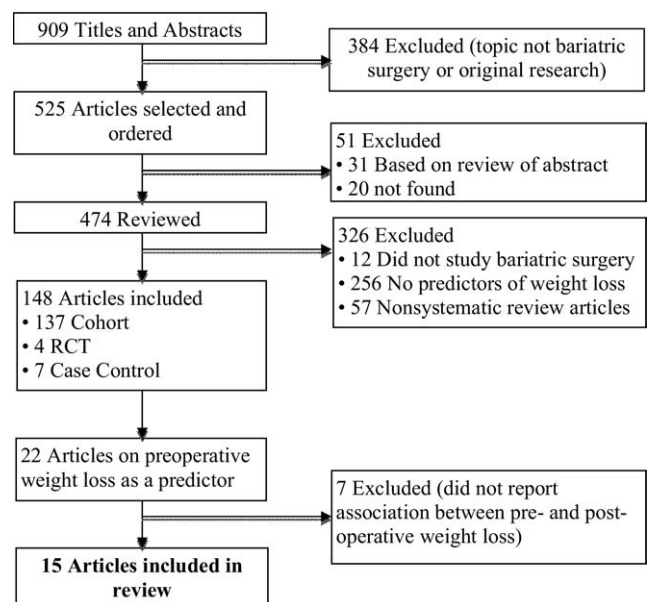 909 Titles and Abstracts
384 Excluded (topic not bariatric
surgery or original research)
525 Articles selected and
ordered
51 Excluded
• 31 Based on review of abstract
• 20 not found
474 Reviewed
326 Excluded
• 12 Did not study bariatric surgery
• 256 No predictors of weight loss
• 57 Nonsystematic review articles
148 Articles included
• 137 Cohort
• 4 RCT
• 7 Case Control
22 Articles on preoperative
weight loss as a predictor
7 Excluded (did not report
association between pre- and post-
operative weight loss)
15 Articles included in
review